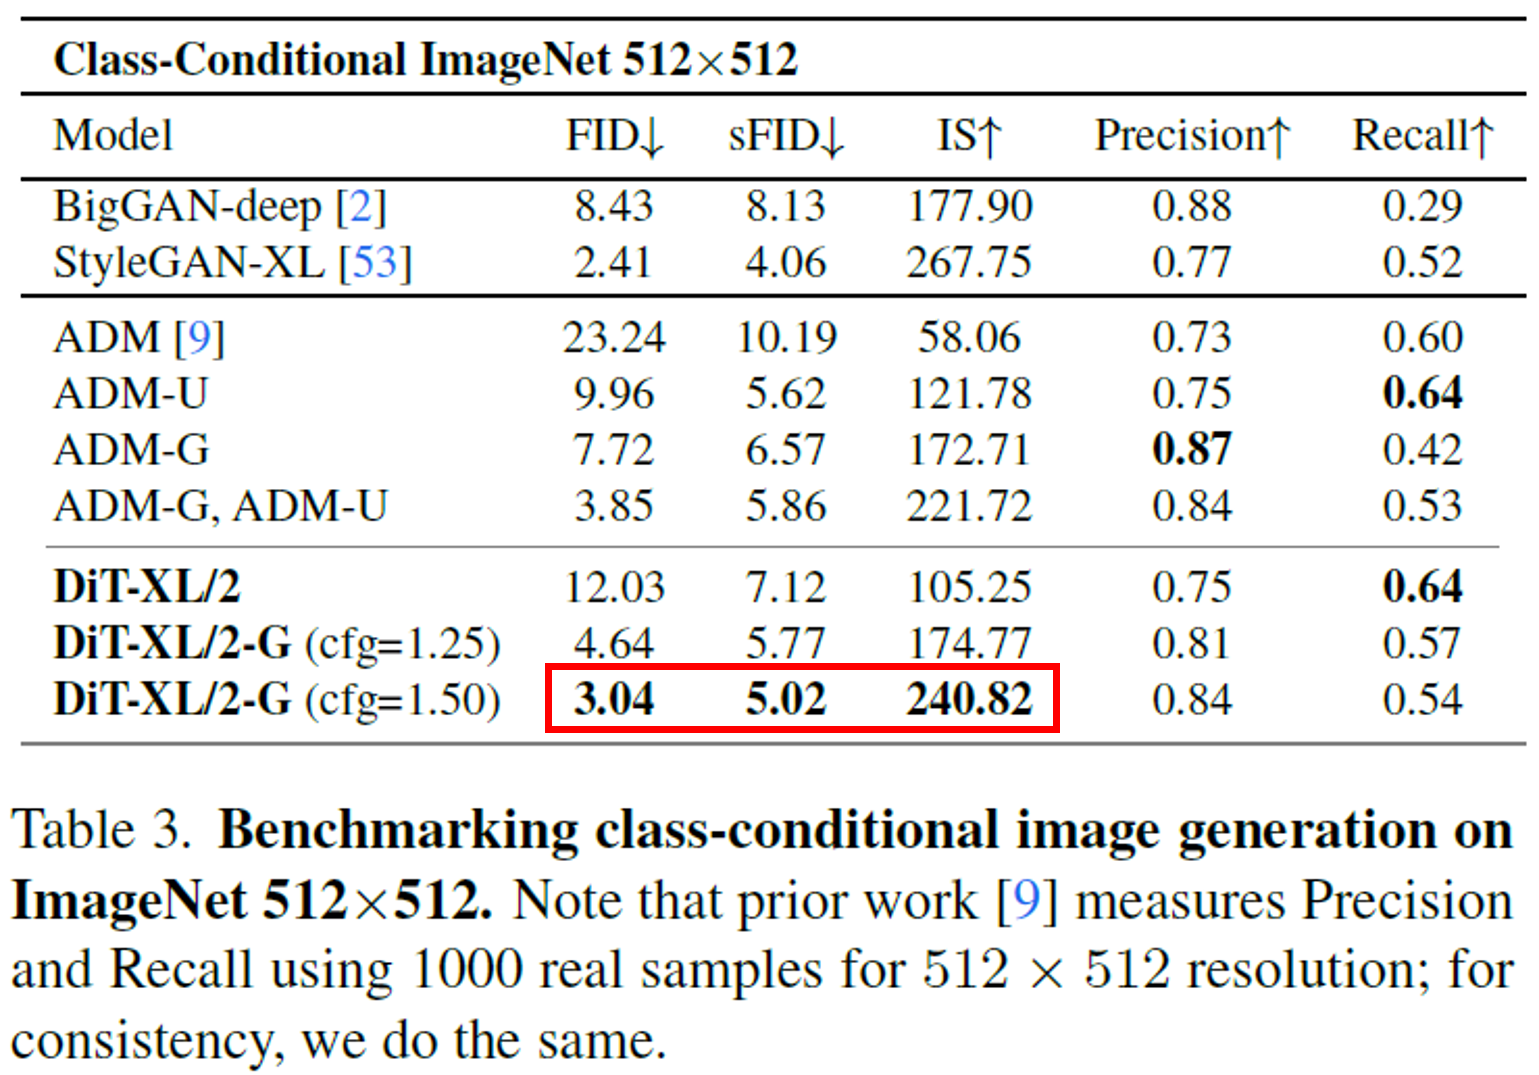 Class-Conditional ImageNet 512×512
Model FID↓ sFID↓ IS↑ Precision↑ Recall↑
BigGAN-deep [2] 8.43 8.13 177.90 0.88 0.29
StyleGAN-XL [53] 2.41 4.06 267.75 0.77 0.52
ADM [9] 23.24 10.19 58.06 0.73 0.60
ADM-U 9.96 5.62 121.78 0.75 0.64
ADM-G 7.72 6.57 172.71 0.87 0.42
ADM-G, ADM-U 3.85 5.86 221.72 0.84 0.53
DiT-XL/2 12.03 7.12 105.25 0.75 0.64
DiT-XL/2-G (cfg=1.25) 4.64 5.77 174.77 0.81 0.57
DiT-XL/2-G (cfg=1.50) 3.04 5.02 240.82 0.84 0.54
Table 3. Benchmarking class-conditional image generation on
ImageNet 512×512. Note that prior work [9] measures Precision
and Recall using 1000 real samples for 512 × 512 resolution; for
consistency, we do the same.